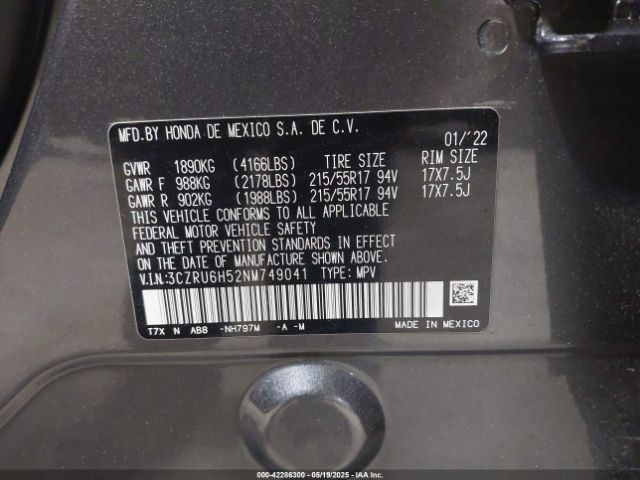 MFD.BY HONDA DE MEXICO S.A. DE C.V. 01/'22
GVWR 1890KG (4166LBS) TIRE SIZE RIM SIZE
GAWR F 988KG (2178LBS) 215/55R17 94V 17X7.5J
GAWR R 902KG (1988LBS) 215/55R17 94V 17X7.5J
THIS VEHICLE CONFORMS TO ALL APPLICABLE
FEDERAL MOTOR VEHICLE SAFETY
AND THEFT PREVENTION STANDARDS IN EFFECT
ON THE DATE OF MANUFACTURE SHOWN ABOVE.
V.I.N.:3CZRU6H52NM749041 TYPE: MPV
T7X N AB8 -NH797M -A -M MADE IN MEXICO
000-42286300 - 05/19/2025 - IAAI.COM